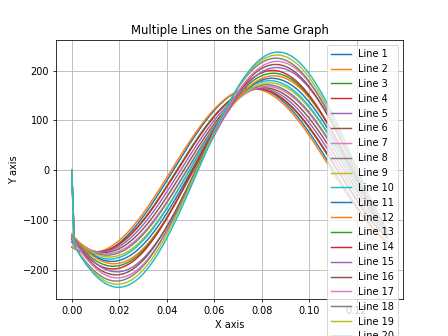 Multiple Lines on the Same Graph
Y axis
200
100
0
−100
−200
0.00
0.02
0.04
0.06
0.08
0.10
X axis
Line 1
Line 2
Line 3
Line 4
Line 5
Line 6
Line 7
Line 8
Line 9
Line 10
Line 11
Line 12
Line 13
Line 14
Line 15
Line 16
Line 17
Line 18
Line 19
Line 20